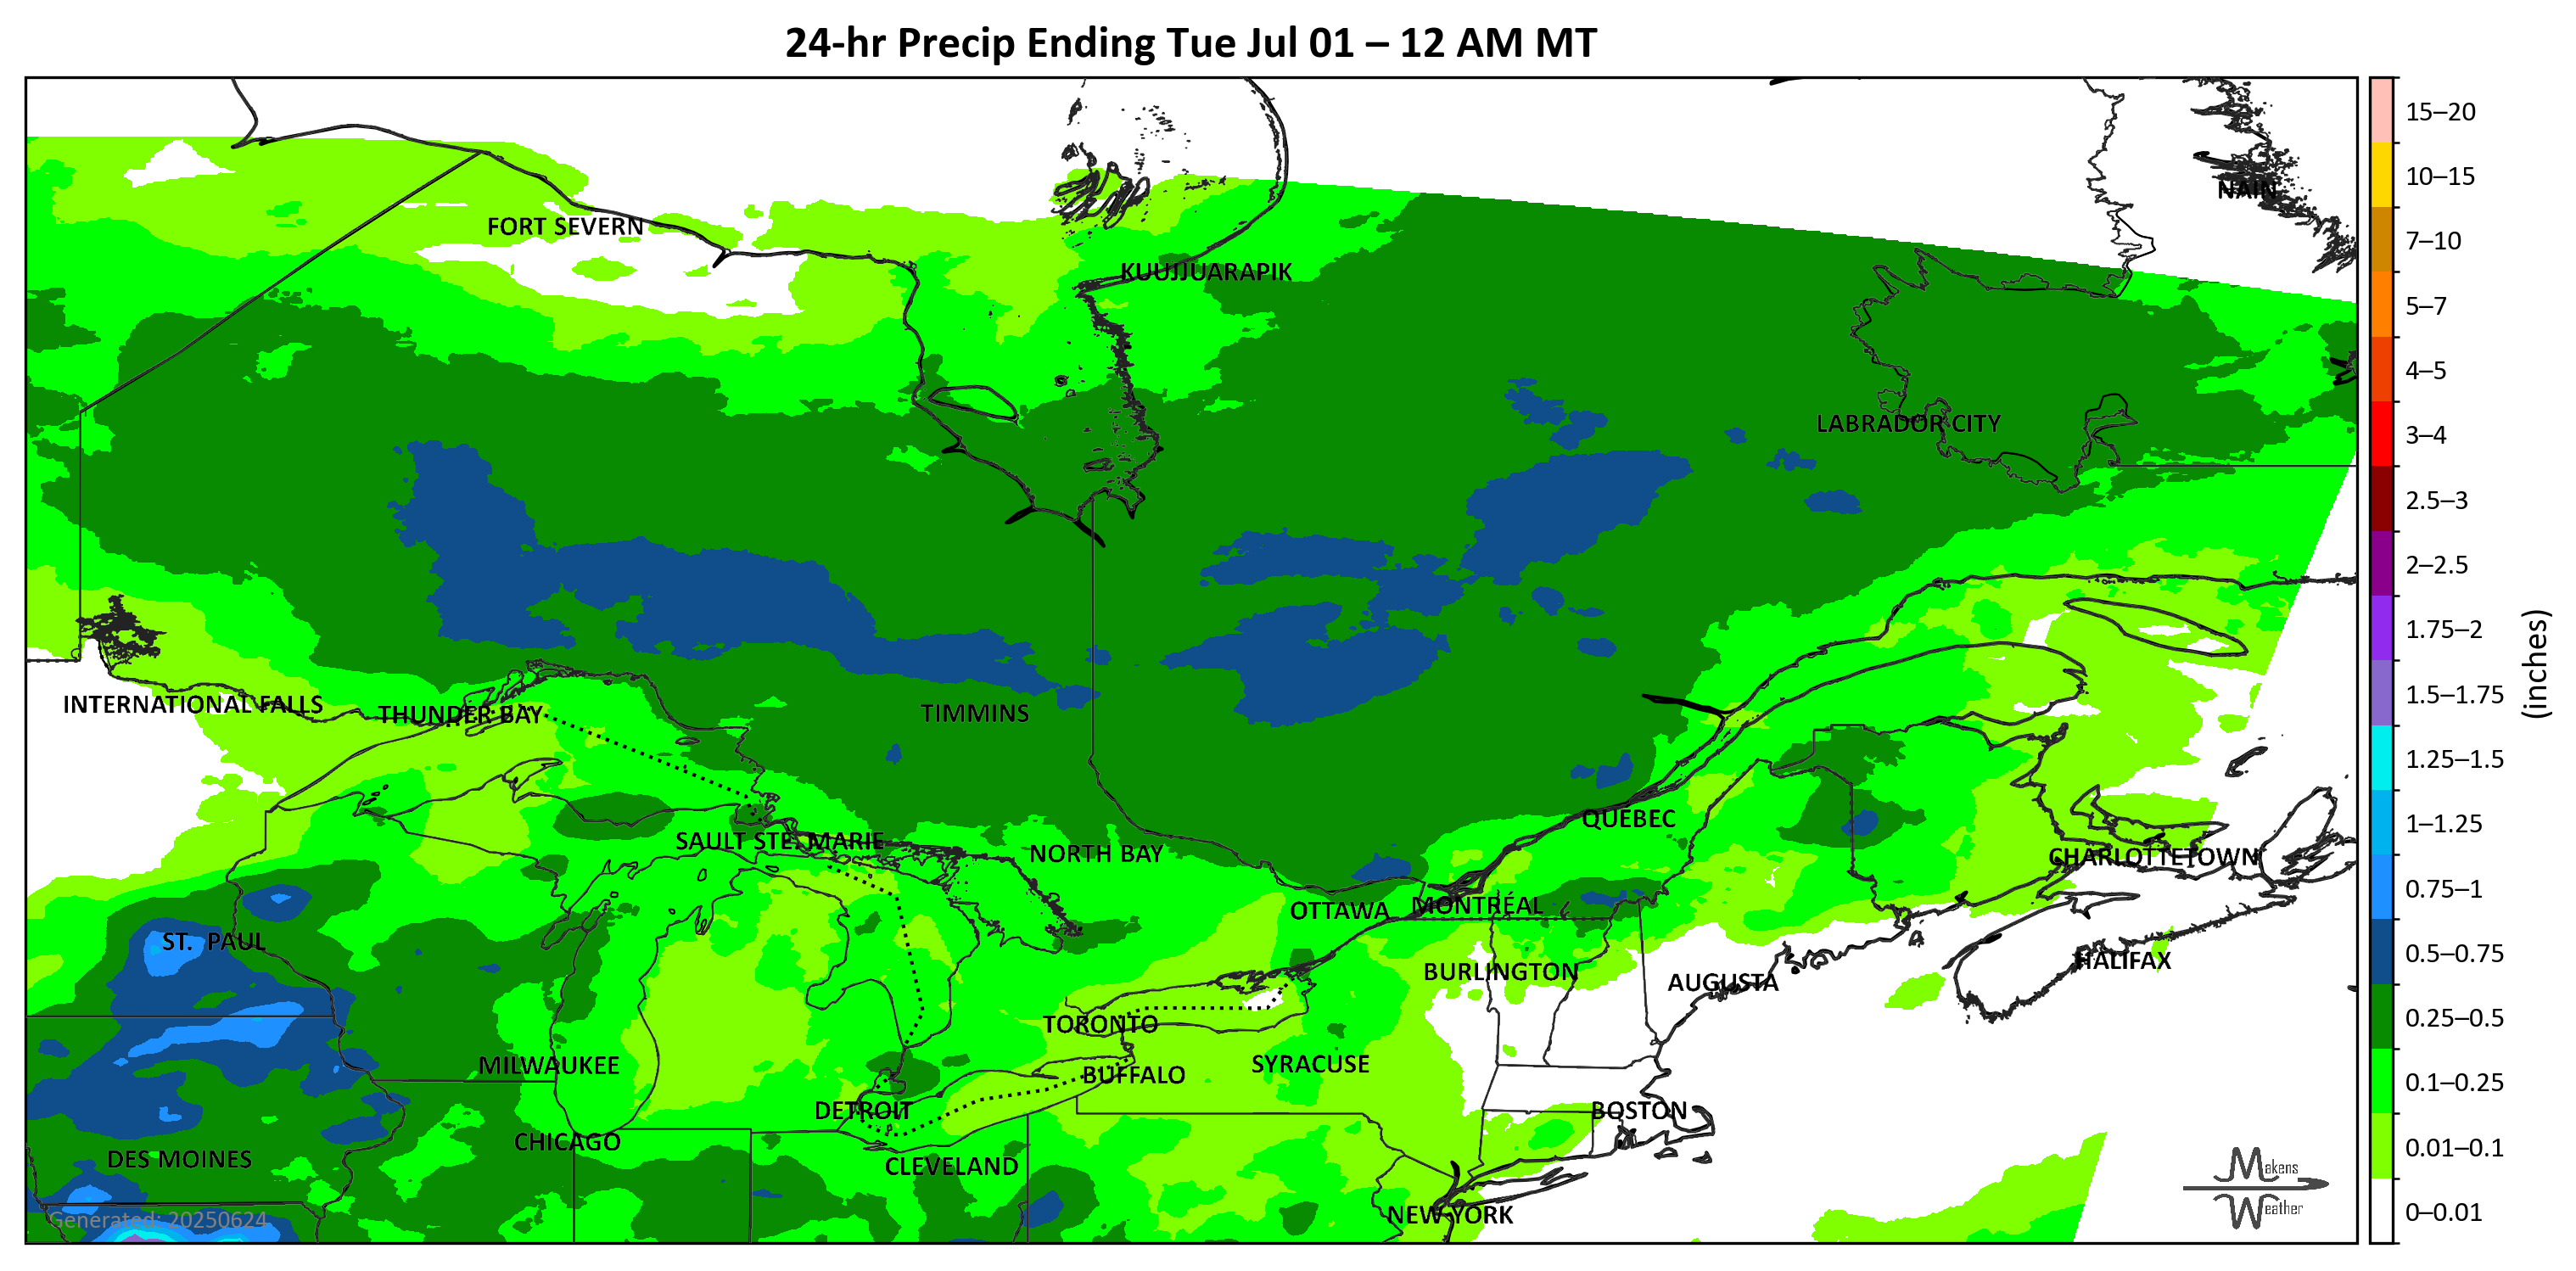 24-hr Precip Ending Tue Jul 01 – 12 AM MT
NAIN
FORT SEVERN
KUUJJUARAPIK
LABRADOR CITY
INTERNATIONAL FALLS
THUNDER BAY
TIMMINS
QUÉBEC
SAULT STE. MARIE
NORTH BAY
CHARLOTTETOWN
OTTAWA
MONTRÉAL
ST. PAUL
HALIFAX
BURLINGTON
AUGUSTA
TORONTO
MILWAUKEE
SYRACUSE
BUFFALO
DETROIT
BOSTON
CHICAGO
DES MOINES
CLEVELAND
NEW YORK
Generated: 20250624
Makens
Weather
15–20
10–15
7–10
5–7
4–5
3–4
2.5–3
2–2.5
1.75–2
1.5–1.75
1.25–1.5
1–1.25
0.75–1
0.5–0.75
0.25–0.5
0.1–0.25
0.01–0.1
0–0.01
(inches)